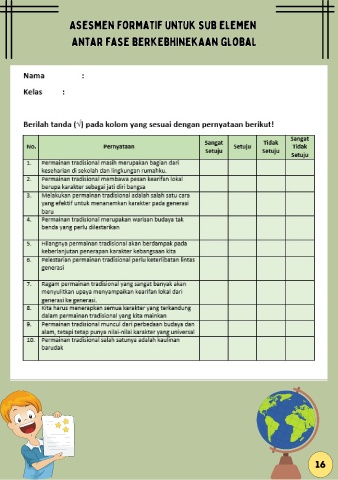 ASESMEN FORMATIF UNTUK SUB ELEMEN
ANTAR FASE BERKEBHINEKAAN GLOBAL
Nama :
Kelas :
Berilah tanda (√) pada kolom yang sesuai dengan pernyataan berikut!
No. Pernyataan Sangat Setuju Setuju Tidak Setuju Sangat Tidak Setuju
1. Permainan tradisional masih merupakan bagian dari
keseharian di sekolah dan lingkungan rumahku.
2. Permainan tradisional membawa pesan kearifan lokal
berupa karakter sebagai jati diri bangsa
3. Melakukan permainan tradisional adalah salah satu cara
yang efektif untuk menanamkan karakter pada generasi
baru
4. Permainan tradisional merupakan warisan budaya tak
benda yang perlu dilestarikan
5. Hilangnya permainan tradisional akan berdampak pada
keberlanjutan penerapan karakter kebangsaan kita
6. Pelestarian permainan tradisional perlu keterlibatan lintas
generasi
7. Ragam permainan tradisional yang sangat banyak akan
menyulitkan upaya menyampaikan kearifan lokal dari
generasi ke generasi.
8. Kita harus menerapkan semua karakter yang terkandung
dalam permainan tradisional yang kita mainkan
9. Permainan tradisional muncul dari perbedaan budaya dan
alam, tetapi tetap punya nilai-nilai karakter yang universal
10. Permainan tradisional salah satunya adalah kaulinan
barudak
16